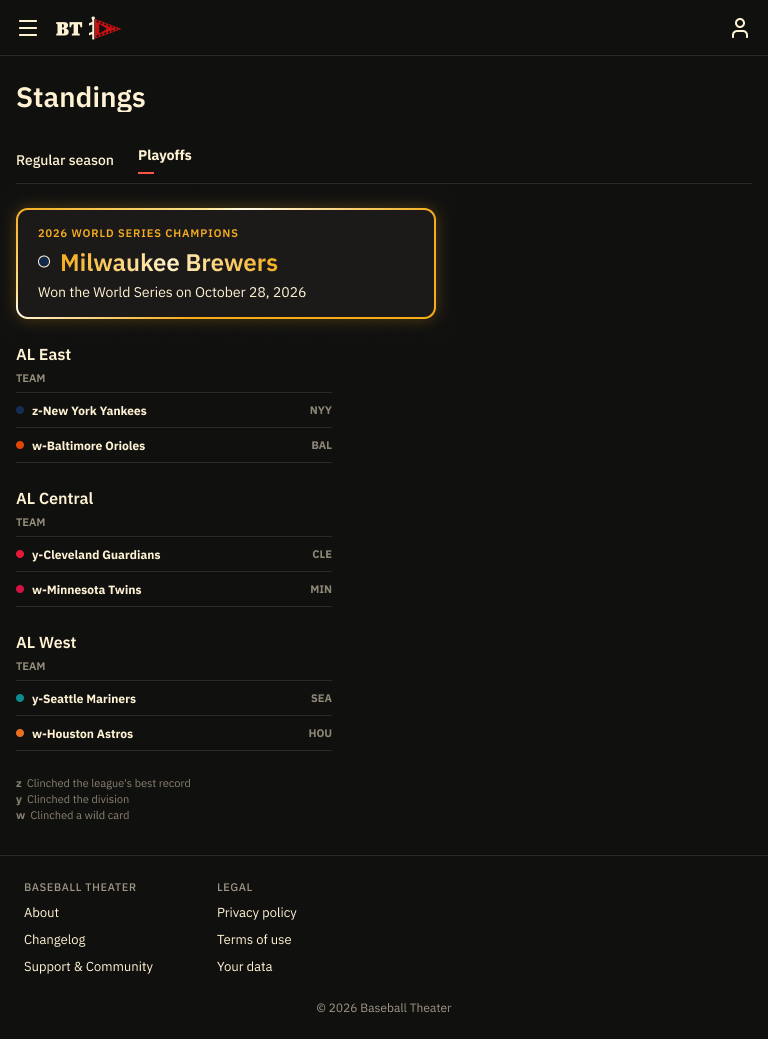 BT
Standings
Regular season
Playoffs
2026 WORLD SERIES CHAMPIONS
Milwaukee Brewers
Won the World Series on October 28, 2026
AL East
TEAM
z-New York Yankees NYY
w-Baltimore Orioles BAL
AL Central
TEAM
y-Cleveland Guardians CLE
w-Minnesota Twins MIN
AL West
TEAM
y-Seattle Mariners SEA
w-Houston Astros HOU
z Clinched the league's best record
y Clinched the division
w Clinched a wild card
BASEBALL THEATER
About
Changelog
Support & Community
LEGAL
Privacy policy
Terms of use
Your data
© 2026 Baseball Theater